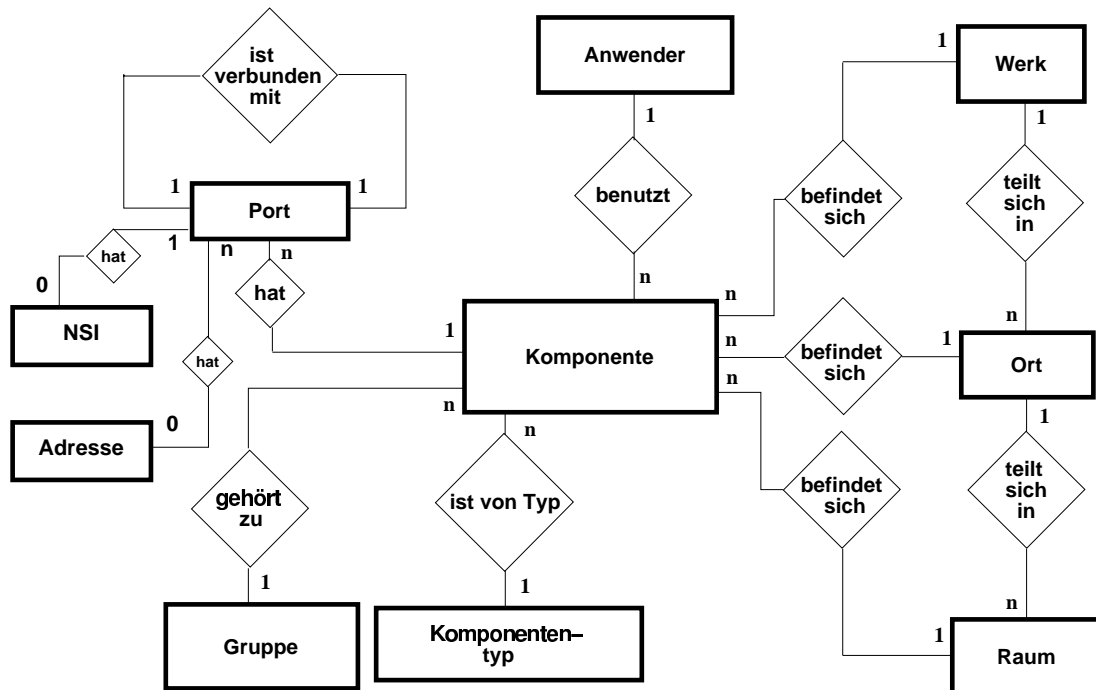 ist
verbunden
mit
Anwender
1
Werk
1
1
benutzt
befindet
sich
teilt
sich
in
1
1
Port
1
n
n
hat
0
hat
n
n
n
NSI
1
Komponente
n
befindet
sich
1
Ort
hat
n
n
n
1
Adresse
0
gehört
zu
ist von Typ
befindet
sich
teilt
sich
in
1
1
n
Gruppe
Komponenten–
typ
1
Raum